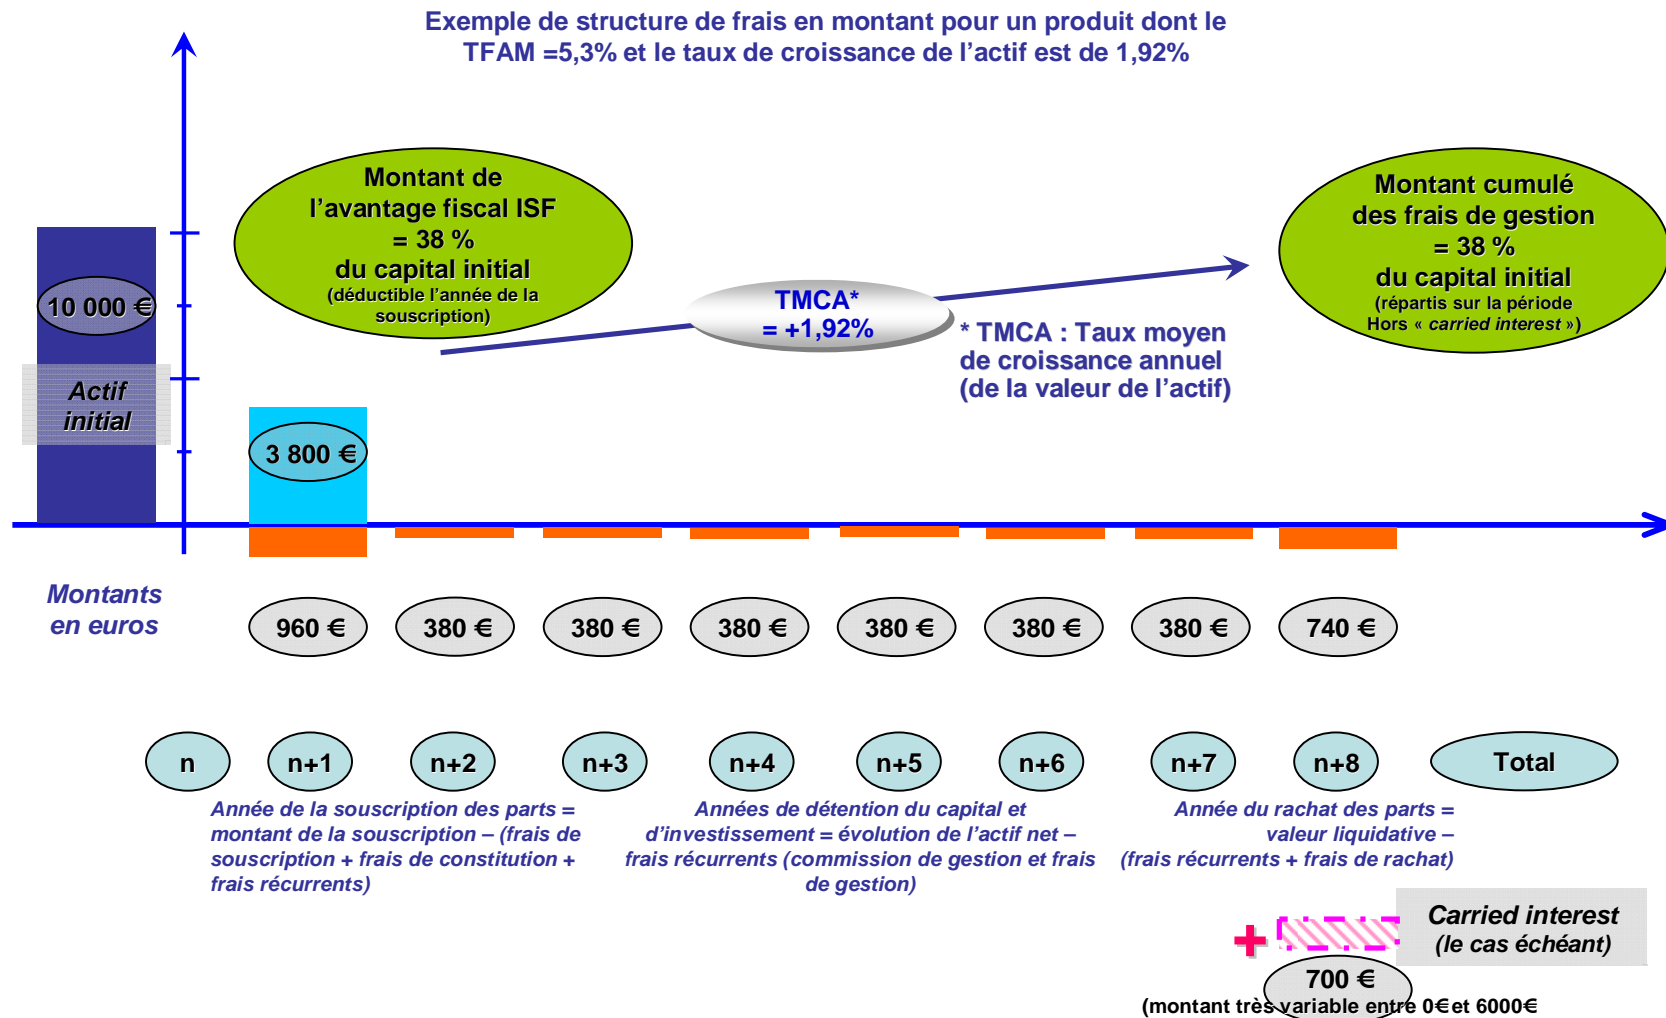 Exemple de structure de frais en montant pour un produit dont le
TFAM =5,3% et le taux de croissance de l’actif est de 1,92%
Montant de
l’avantage fiscal ISF
= 38 %
du capital initial
(déductible l’année de la
souscription)
Montant cumulé
des frais de gestion
= 38 %
du capital initial
(répartis sur la période
Hors « carried interest »)
10 000 €
TMCA*
= +1,92%
* TMCA : Taux moyen
de croissance annuel
(de la valeur de l’actif)
Actif
initial
3 800 €
Montants
en euros
960 €
380 €
380 €
380 €
380 €
380 €
380 €
740 €
n
n+1
n+2
n+3
n+4
n+5
n+6
n+7
n+8
Total
Année de la souscription des parts =
montant de la souscription – (frais de
souscription + frais de constitution +
frais récurrents)
Années de détention du capital et
d’investissement = évolution de l’actif net –
frais récurrents (commission de gestion et frais
de gestion)
Année du rachat des parts =
valeur liquidative –
(frais récurrents + frais de rachat)
+
Carried interest
(le cas échéant)
700 €
(montant très variable entre 0€ et 6000€